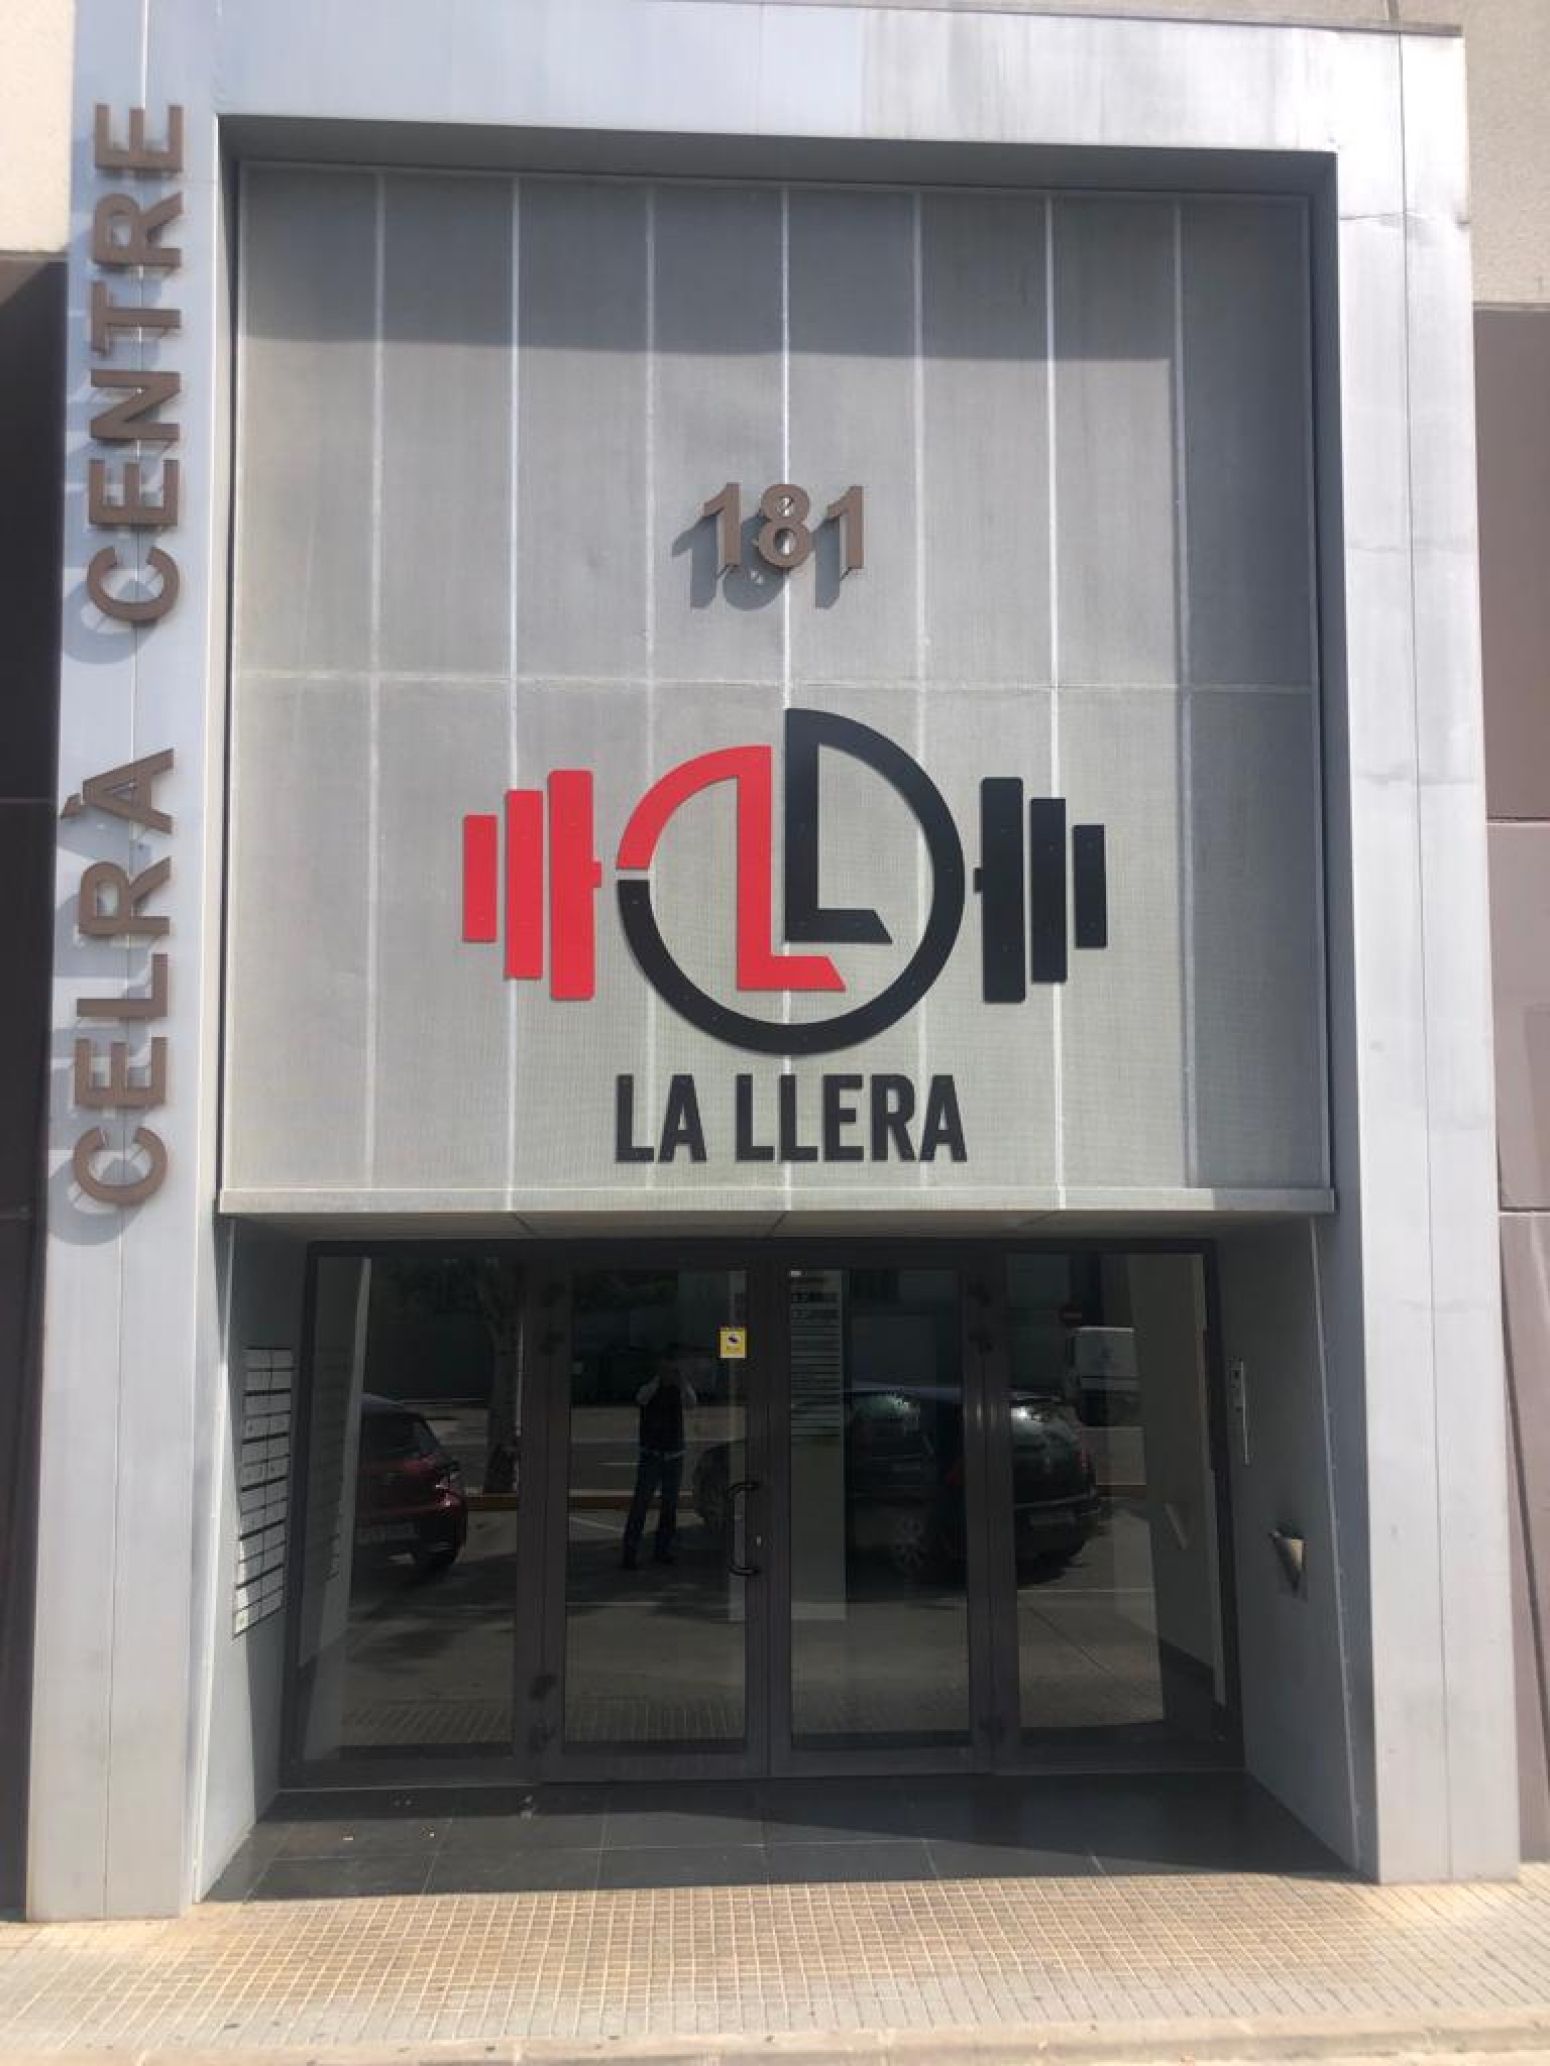 CELRÀ CENTRE
181
LA LLERA